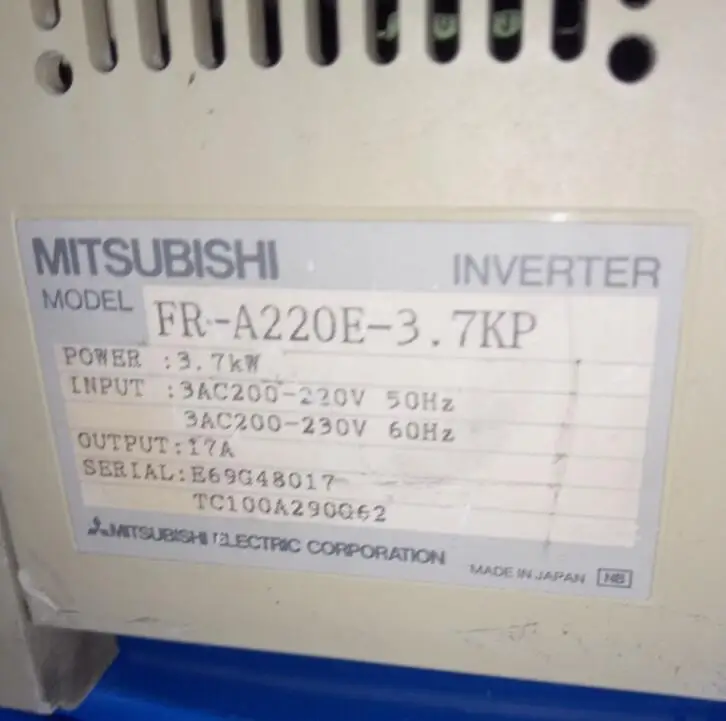 MITSUBISHI INVERTER
MODEL FR-A220E-3.7KP
POWER :3.7kW
INPUT :3AC200-220V 50Hz
3AC200-230V 60Hz
OUTPUT:17A
SERIAL:E69G48017
TC100A290G62
MITSUBISHI ELECTRIC CORPORATION
MADE IN JAPAN NB